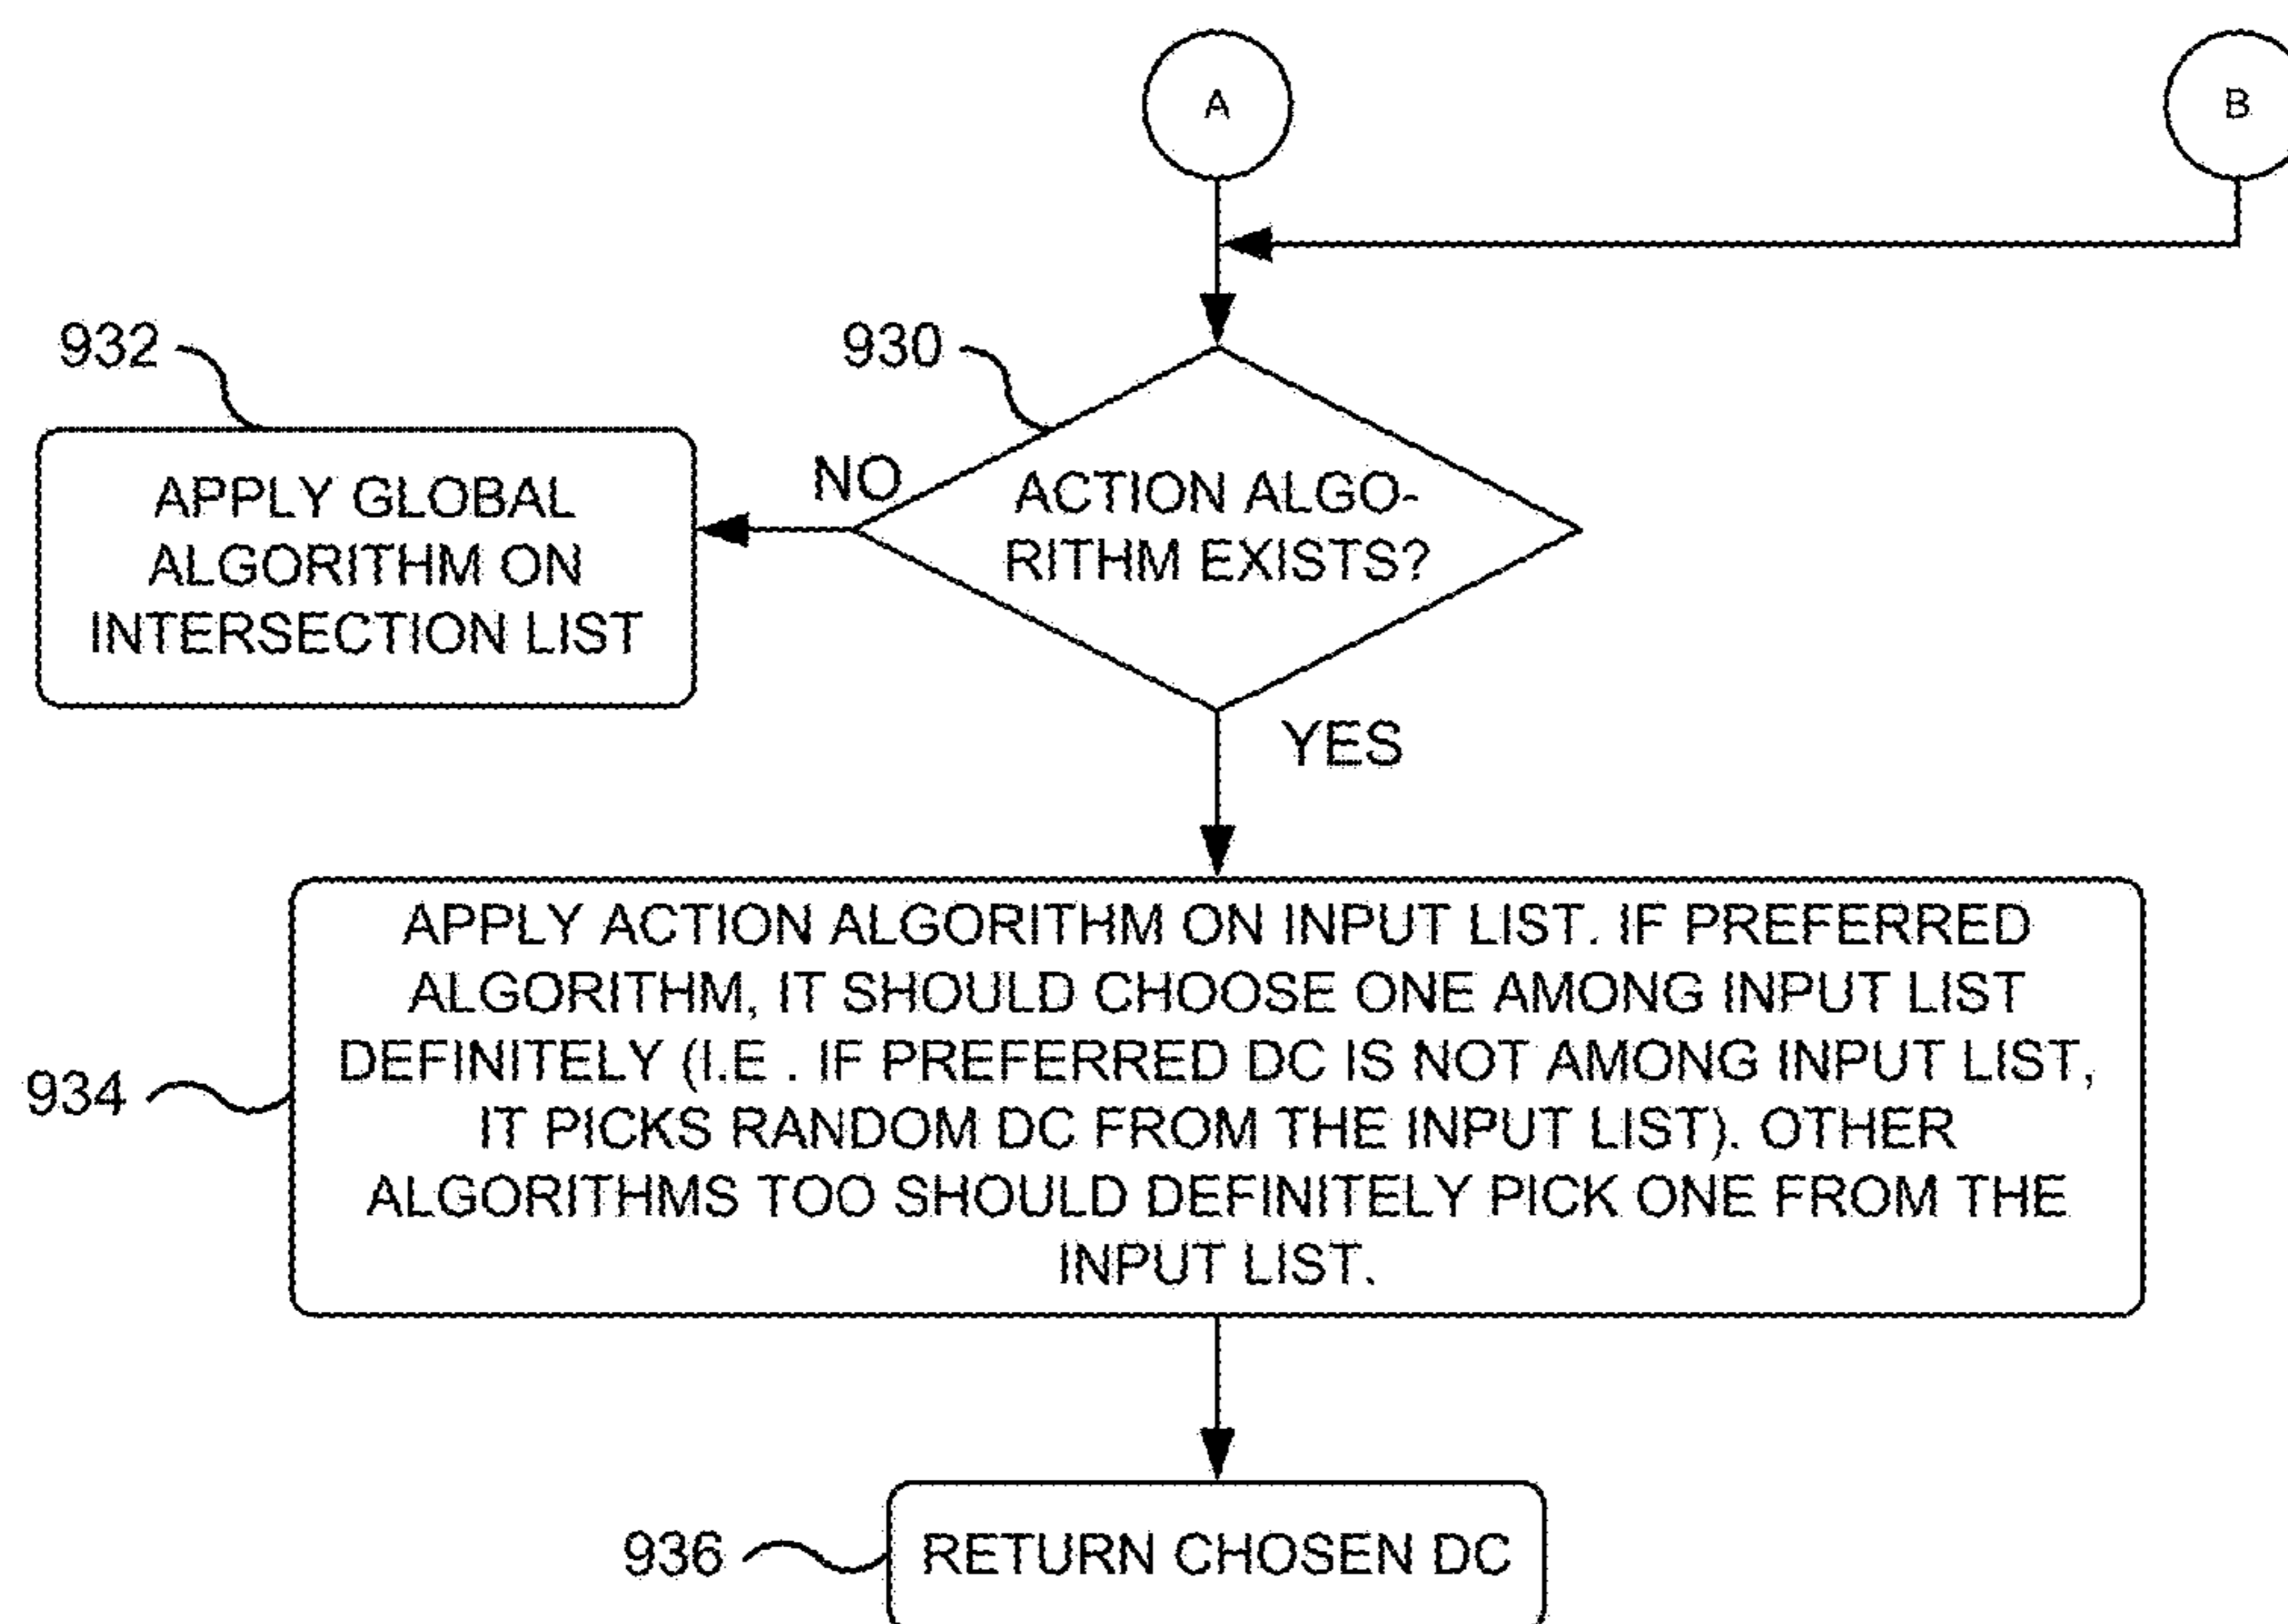 A
B
932
930
APPLY GLOBAL
ALGORITHM ON
INTERSECTION LIST
NO
ACTION ALGO-
RITHM EXISTS?
YES
934
APPLY ACTION ALGORITHM ON INPUT LIST. IF PREFERRED
ALGORITHM, IT SHOULD CHOOSE ONE AMONG INPUT LIST
DEFINITELY (I.E . IF PREFERRED DC IS NOT AMONG INPUT LIST,
IT PICKS RANDOM DC FROM THE INPUT LIST). OTHER
ALGORITHMS TOO SHOULD DEFINITELY PICK ONE FROM THE
INPUT LIST.
936
RETURN CHOSEN DC